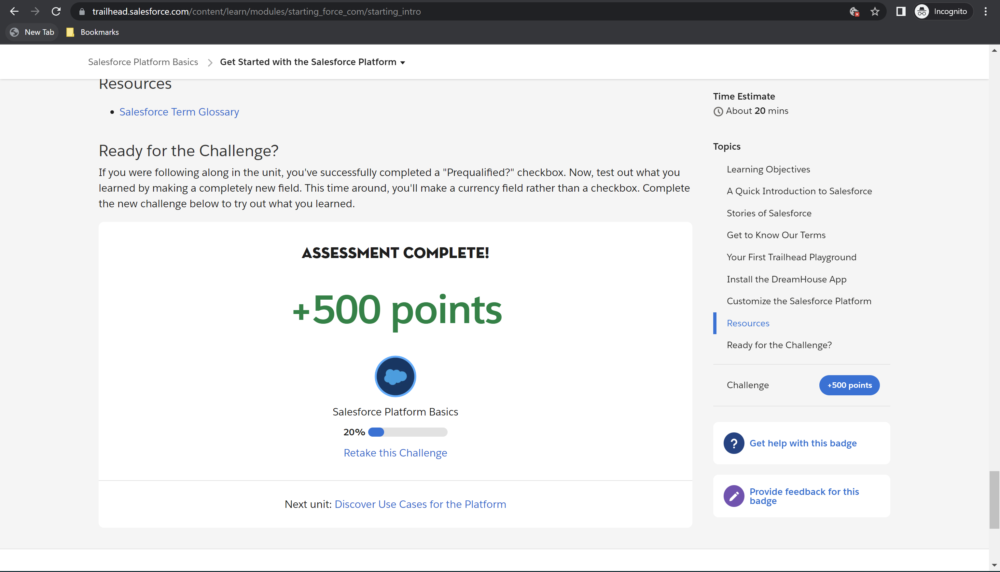 trailhead.salesforce.com/content/learn/modules/starting_force_com/starting_intro
Incognito
New Tab
Bookmarks
Salesforce Platform Basics
Get Started with the Salesforce Platform
Resources
Salesforce Term Glossary
Ready for the Challenge?
If you were following along in the unit, you've successfully completed a "Prequalified?" checkbox. Now, test out what you
learned by making a completely new field. This time around, you'll make a currency field rather than a checkbox. Complete
the new challenge below to try out what you learned.
ASSESSMENT COMPLETE!
+500 points
Salesforce Platform Basics
20%
Retake this Challenge
Next unit: Discover Use Cases for the Platform
Time Estimate
About 20 mins
Topics
Learning Objectives
A Quick Introduction to Salesforce
Stories of Salesforce
Get to Know Our Terms
Your First Trailhead Playground
Install the DreamHouse App
Customize the Salesforce Platform
Resources
Ready for the Challenge?
Challenge
+500 points
? Get help with this badge
Provide feedback for this
badge